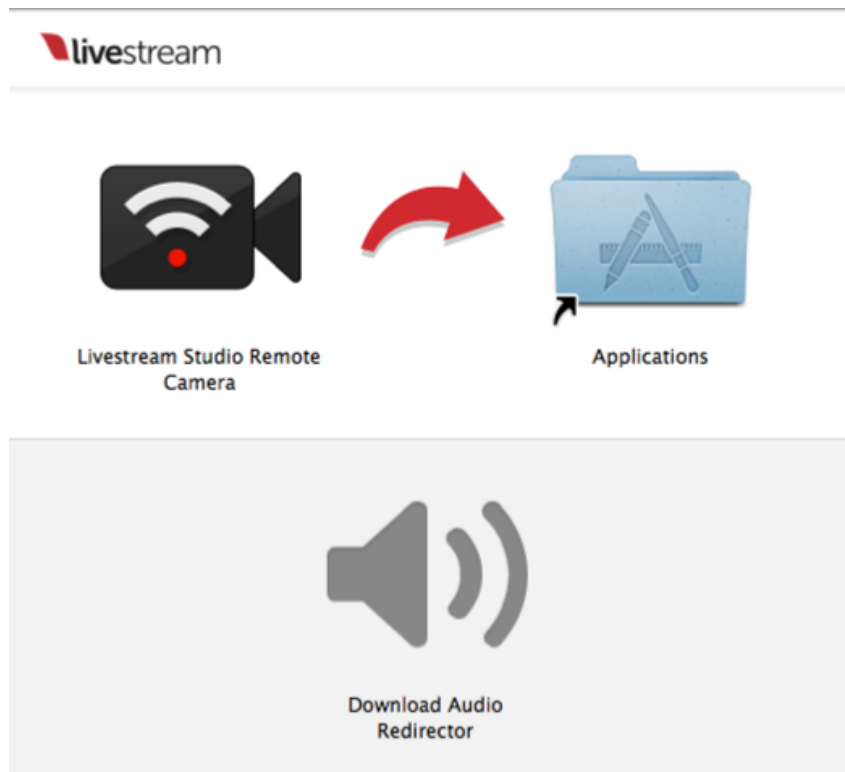 livestream
Livestream Studio Remote
Camera
Applications
Download Audio
Redirector